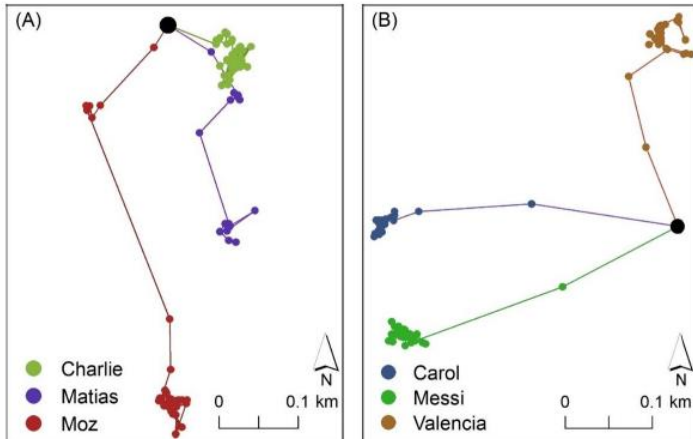 (A)
Charlie
Matias
Moz
N
0 0.1 km
(B)
Carol
Messi
Valencia
N
0 0.1 km